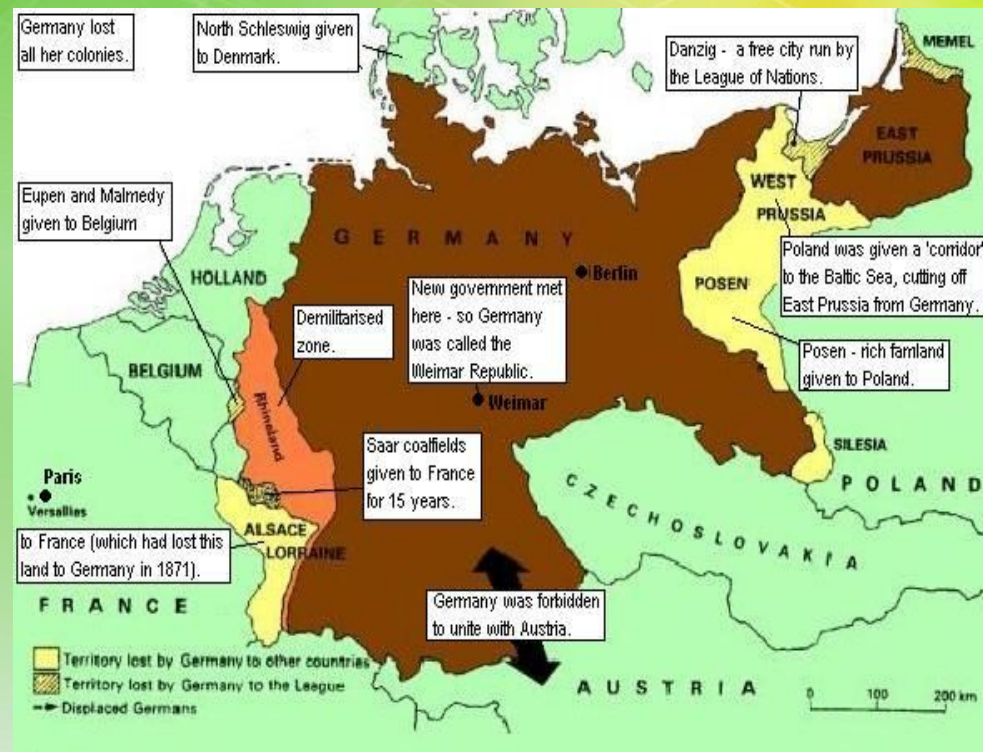 Germany lost
all her colonies.
North Schleswig given
to Denmark.
Danzig - a free city run by
the League of Nations.
MEMEL
EAST
PRUSSIA
WEST
PRUSSIA
Eupen and Malmedy
given to Belgium
GERMANY
Berlin
HOLLAND
POSEN
Poland was given a 'corridor'
to the Baltic Sea, cutting off
East Prussia from Germany.
New government met
here - so Germany
was called the
Weimar Republic.
Demilitarised
zone.
Posen - rich famland
given to Poland.
BELGIUM
Rhineland
Weimar
SILESIA
Saar coalfields
given to France
for 15 years.
POLAND
Paris
Versailles
CZECHOSLOVAKIA
ALSACE
LORRAINE
to France (which had lost this
land to Germany in 1871).
FRANCE
Germany was forbidden
to unite with Austria.
Territory lost by Germany to other countries
Territory lost by Germany to the League
Displaced Germans
AUSTRIA
0 100 200 km